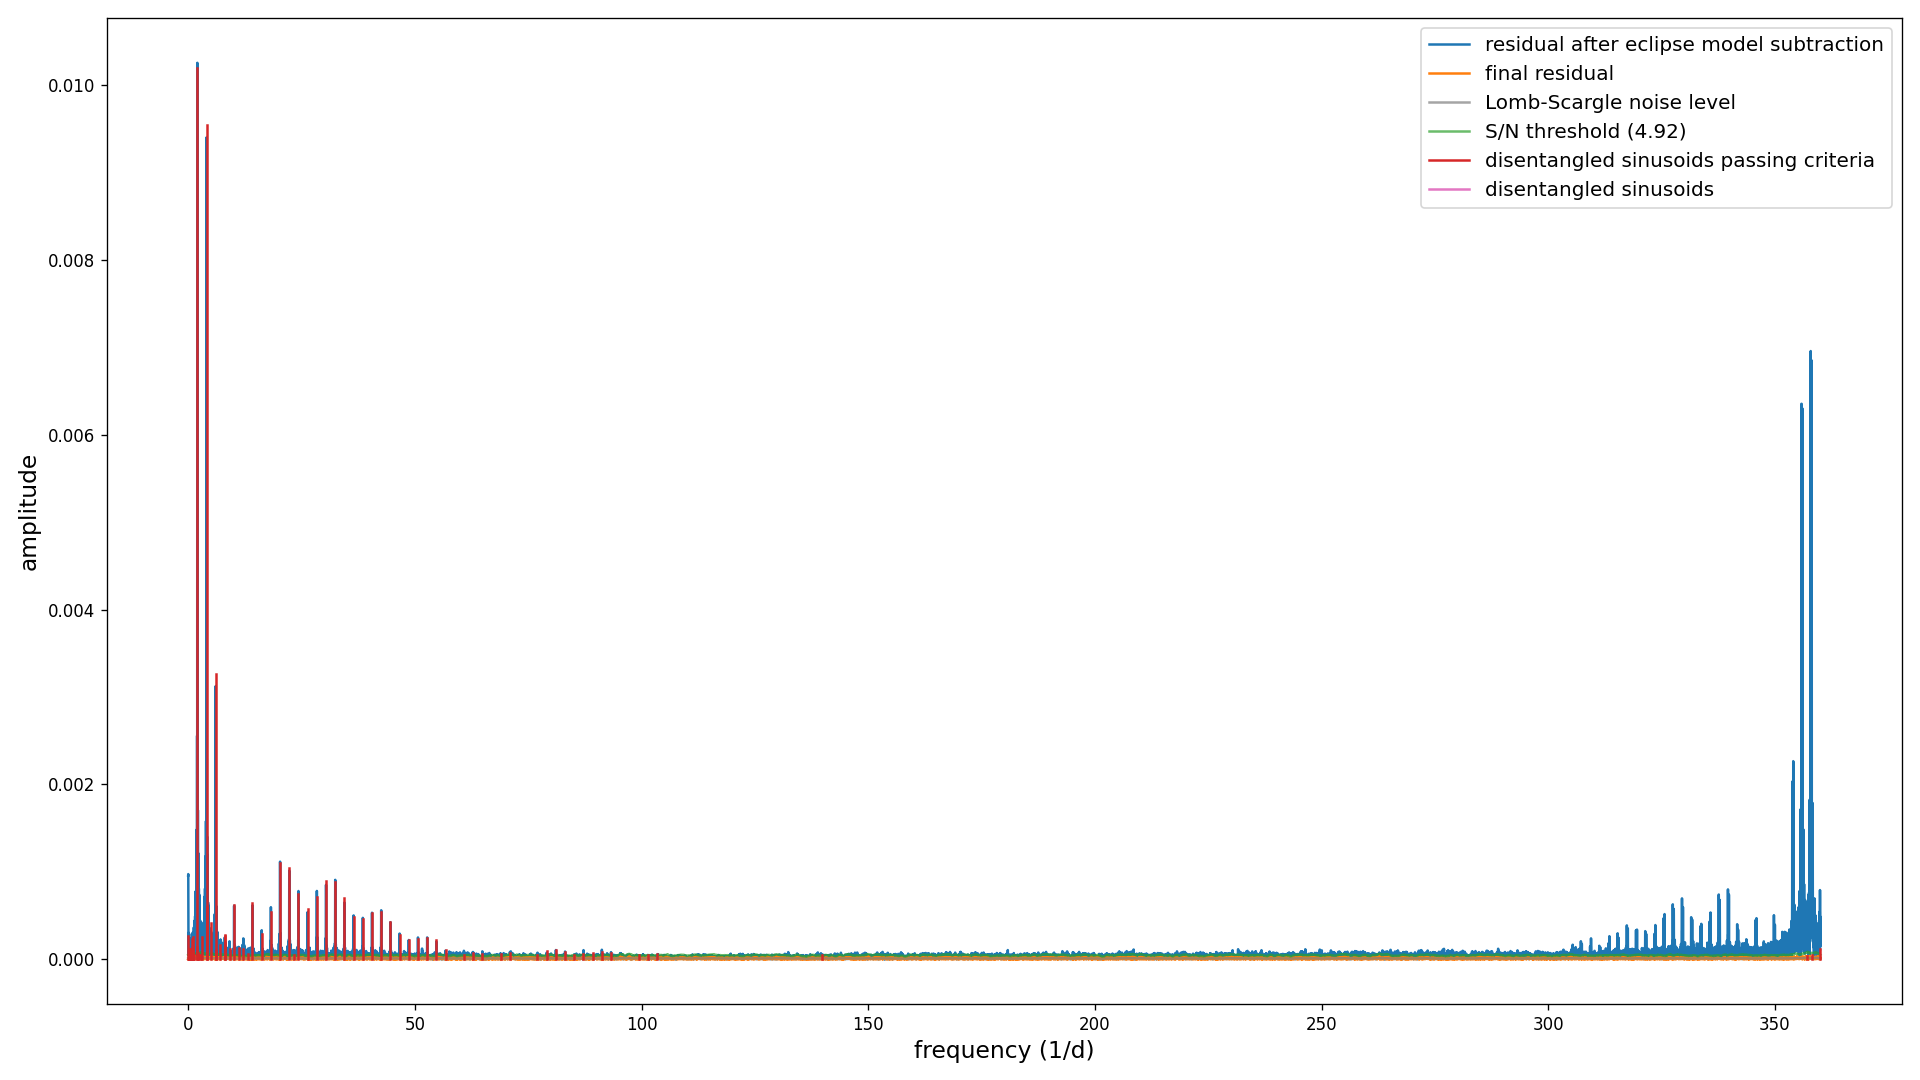 residual after eclipse model subtraction
final residual
Lomb-Scargle noise level
S/N threshold (4.92)
disentangled sinusoids passing criteria
disentangled sinusoids
0.010
0.008
0.006
0.004
0.002
0.000
amplitude
0 50 100 150 200 250 300 350
frequency (1/d)